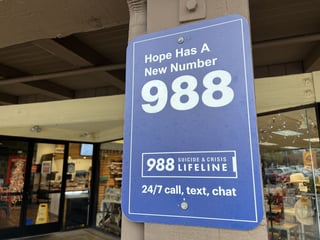 Hope Has A
New Number
988
988 SUICIDE & CRISIS
LIFELINE
24/7 call, text, chat